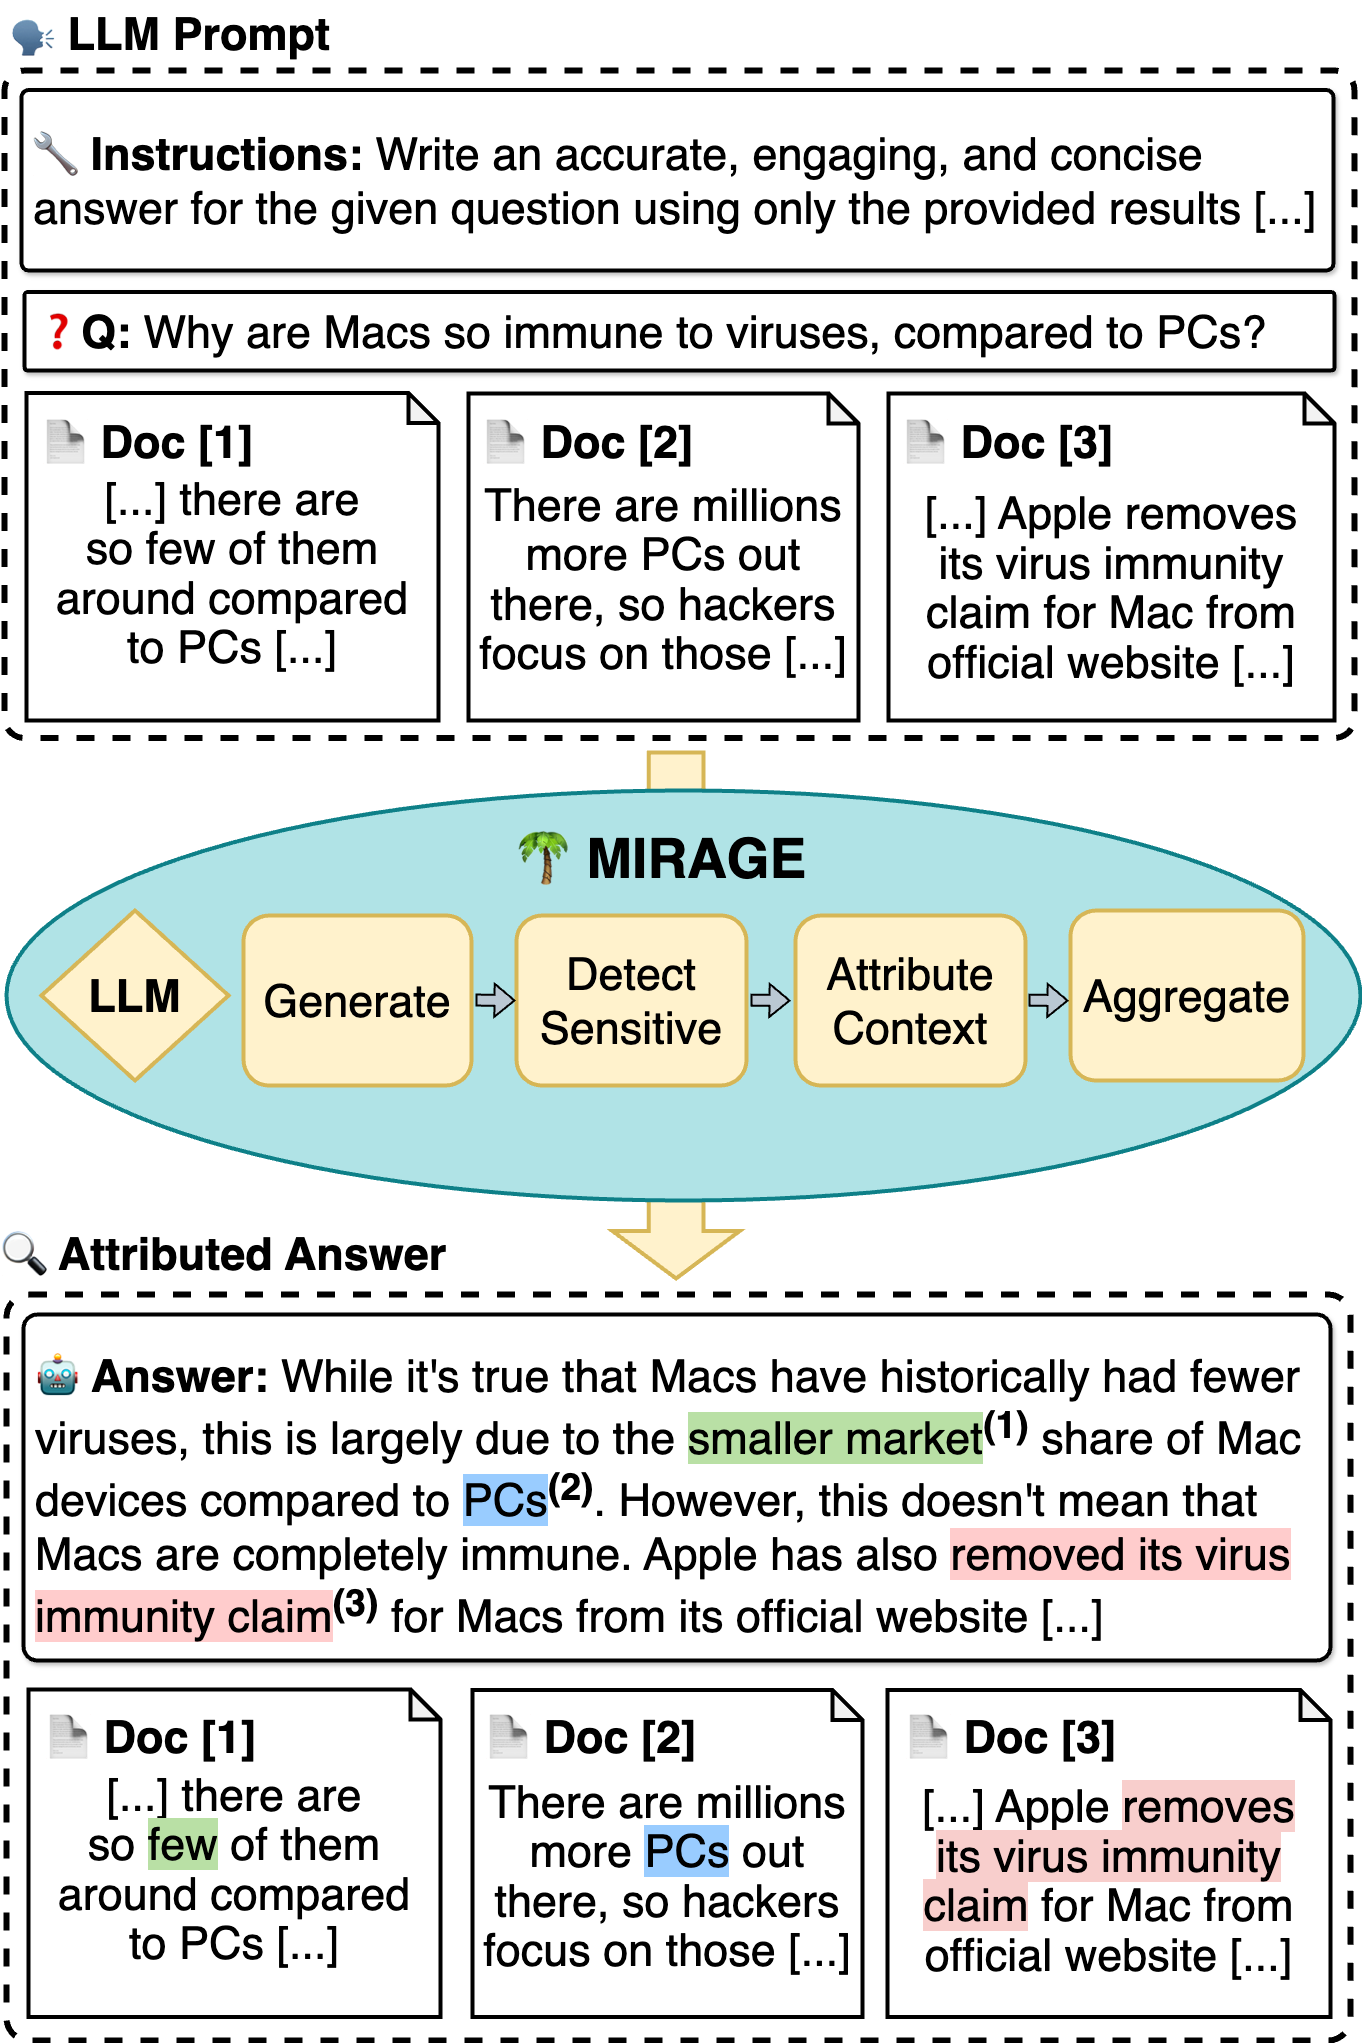 LLM Prompt
Instructions: Write an accurate, engaging, and concise
answer for the given question using only the provided results [...]
Q: Why are Macs so immune to viruses, compared to PCs?
Doc [1]
[...] there are
so few of them
around compared
to PCs [...]
Doc [2]
There are millions
more PCs out
there, so hackers
focus on those [...]
Doc [3]
[...] Apple removes
its virus immunity
claim for Mac from
official website [...]
MIRAGE
LLM
Generate
Detect
Sensitive
Attribute
Context
Aggregate
Attributed Answer
Answer: While it's true that Macs have historically had fewer
viruses, this is largely due to the smaller market(1) share of Mac
devices compared to PCs(2). However, this doesn't mean that
Macs are completely immune. Apple has also removed its virus
immunity claim(3) for Macs from its official website [...]
Doc [1]
[...] there are
so few of them
around compared
to PCs [...]
Doc [2]
There are millions
more PCs out
there, so hackers
focus on those [...]
Doc [3]
[...] Apple removes
its virus immunity
claim for Mac from
official website [...]